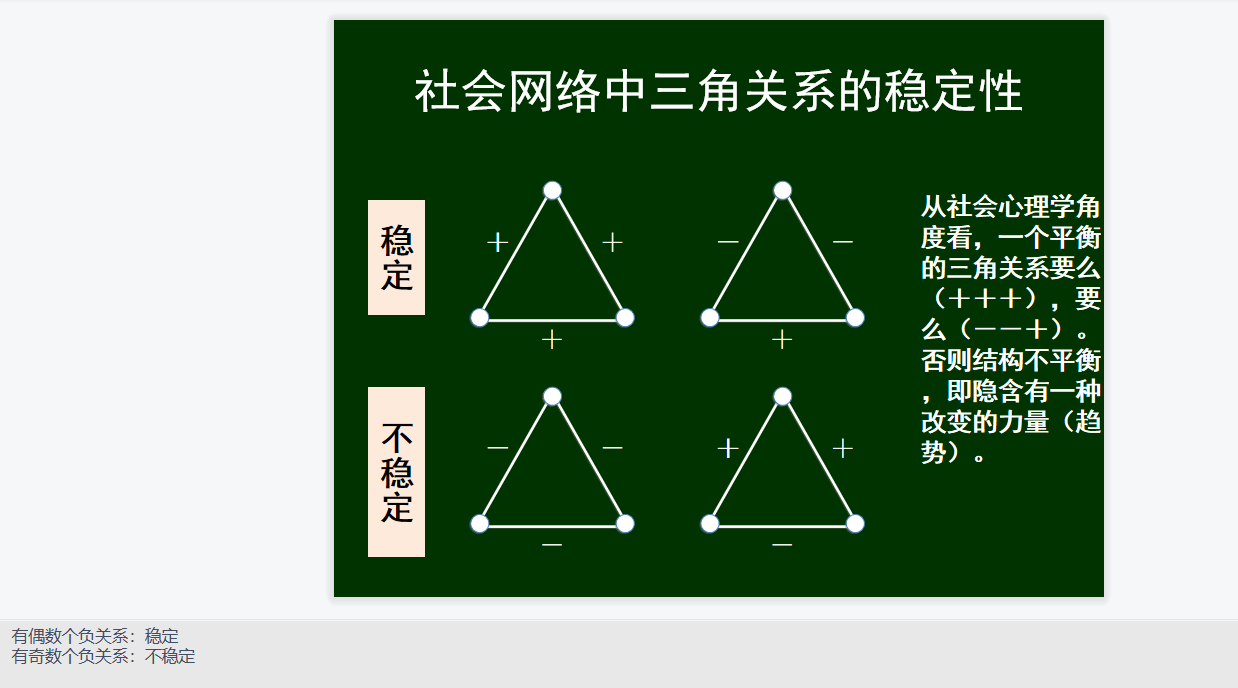 社会网络中三角关系的稳定性
稳
定
＋
＋
＋
－
－
＋
不
稳
定
－
－
－
＋
＋
－
从社会心理学角
度看，一个平衡
的三角关系要么
（＋＋＋），要
么（－－＋）。
否则结构不平衡
，即隐含有一种
改变的力量（趋
势）。
有偶数个负关系：稳定
有奇数个负关系：不稳定